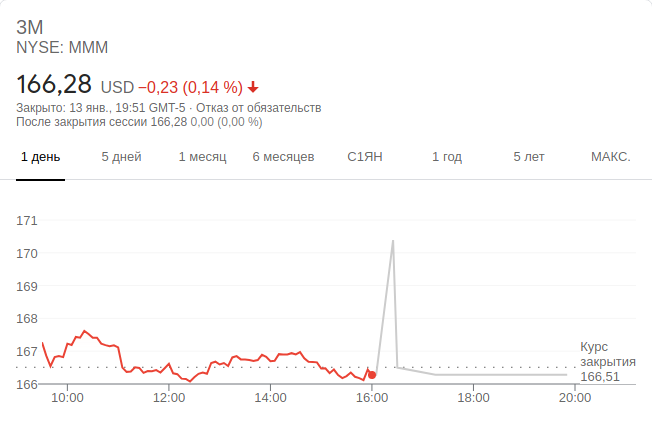 3M
NYSE: MMM
166,28 USD −0,23 (0,14 %)
Закрыто: 13 янв., 19:51 GMT-5 · Отказ от обязательств
После закрытия сессии 166,28 0,00 (0,00 %)
1 день 5 дней 1 месяц 6 месяцев С1ЯН 1 год 5 лет МАКС.
171
170
169
168
167
166
Курс
закрытия
166,51
10:00 12:00 14:00 16:00 18:00 20:00